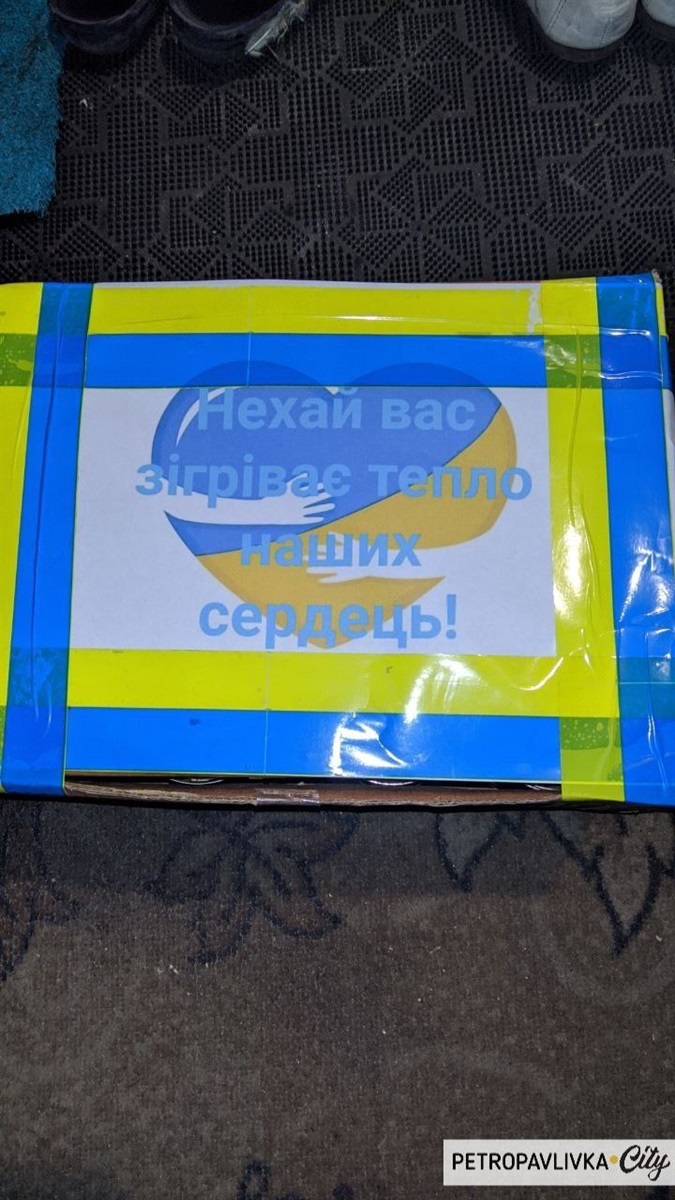 Нехай вас
зігріває тепло
наших
сердець!
PETROPAVLIVKA City